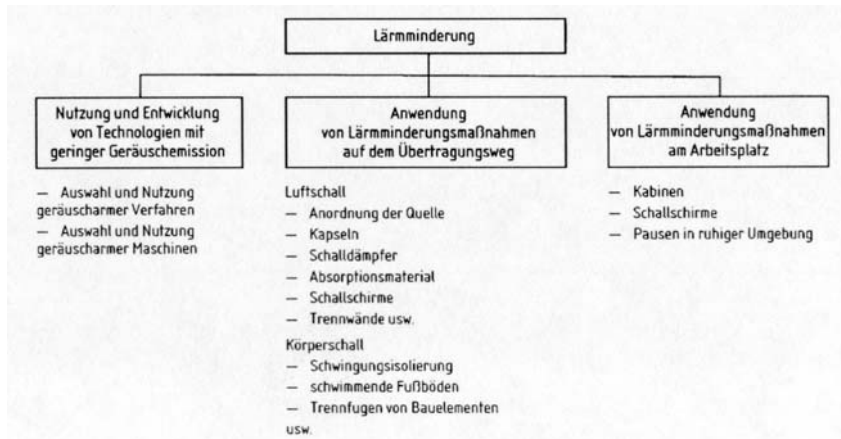 Lärmminderung
Nutzung und Entwicklung
von Technologien mit
geringer Geräuschemission
— Auswahl und Nutzung
geräuscharmer Verfahren
— Auswahl und Nutzung
geräuscharmer Maschinen
Anwendung
von Lärmminderungsmaßnahmen
auf dem Übertragungsweg
Luftschall
— Anordnung der Quelle
— Kapseln
— Schalldämpfer
— Absorptionsmaterial
— Schallschirme
— Trennwände usw.
Körperschall
— Schwingungsisolierung
— schwimmende Fußböden
— Trennfugen von Bauelementen
usw.
Anwendung
von Lärmminderungsmaßnahmen
am Arbeitsplatz
— Kabinen
— Schallschirme
— Pausen in ruhiger Umgebung